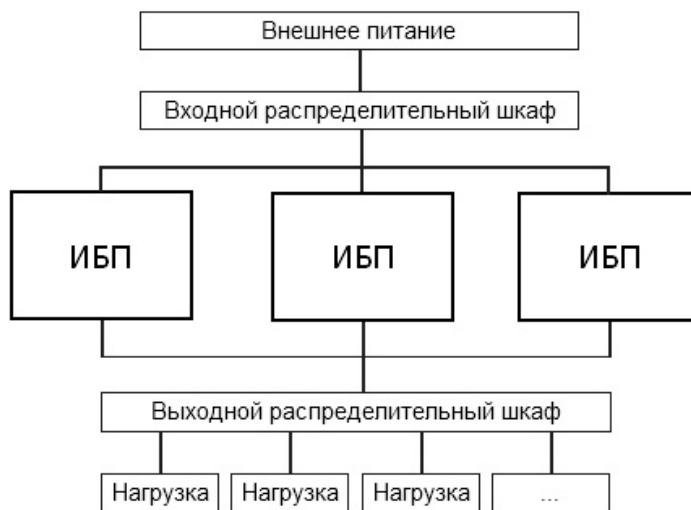 Внешнее питание
Входной распределительный шкаф
ИБП
ИБП
ИБП
Выходной распределительный шкаф
Нагрузка
Нагрузка
Нагрузка
...